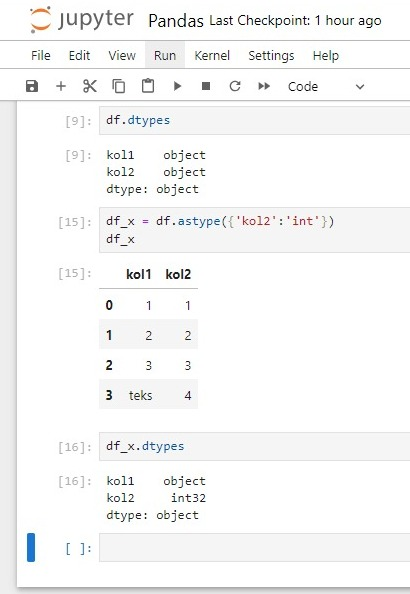 jupyter Pandas Last Checkpoint: 1 hour ago
File Edit View Run Kernel Settings Help
Code
[9]: df.dtypes
[9]: kol1 object
kol2 object
dtype: object
[15]: df_x = df.astype({'kol2':'int'})
df_x
[15]: kol1 kol2
0 1 1
1 2 2
2 3 3
3 teks 4
[16]: df_x.dtypes
[16]: kol1 object
kol2 int32
dtype: object
[ ]: